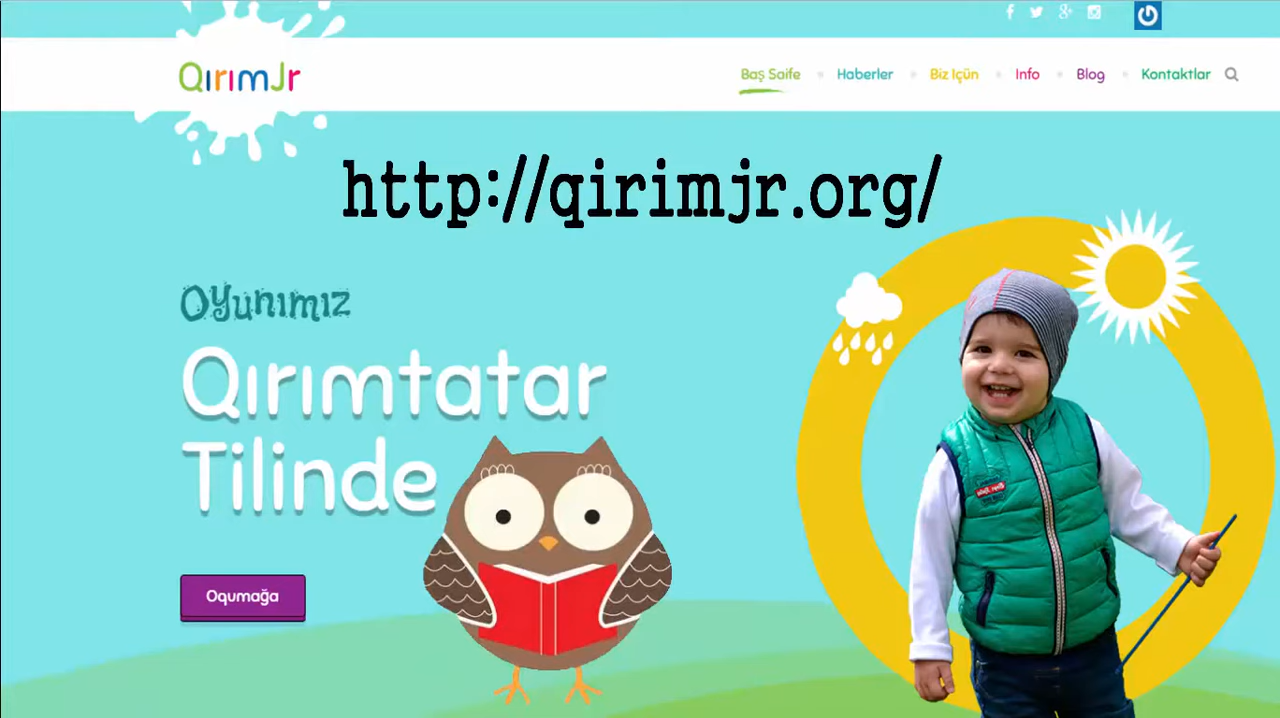 QırımJr
Baş Saife
Haberler
Biz Içün
Info
Blog
Kontaktlar
http://qirimjr.org/
Oyunımız
Qırımtatar
Tilinde
Oqumağa